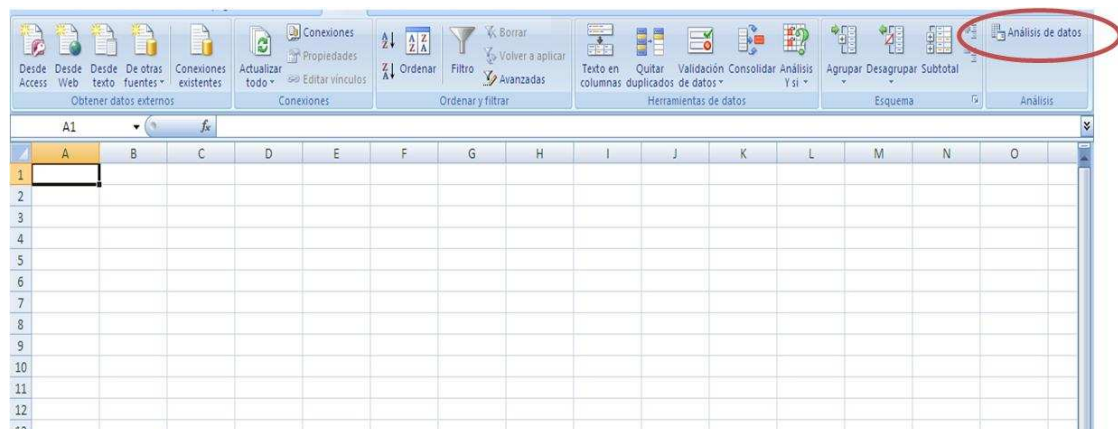 Desde Access
Desde Web
Desde texto
De otras fuentes
Conexiones existentes
Obtener datos externos
Actualizar todo
Conexiones
Propiedades
Editar vínculos
Conexiones
Ordenar
Filtro
Borrar
Volver a aplicar
Avanzadas
Ordenar y filtrar
Texto en columnas
Quitar duplicados
Validación de datos
Consolidar
Análisis Y si
Herramientas de datos
Agrupar
Desagrupar
Subtotal
Esquema
Análisis de datos
Análisis
A1
fx
A B C D E F G H I J K L M N O
1
2
3
4
5
6
7
8
9
10
11
12